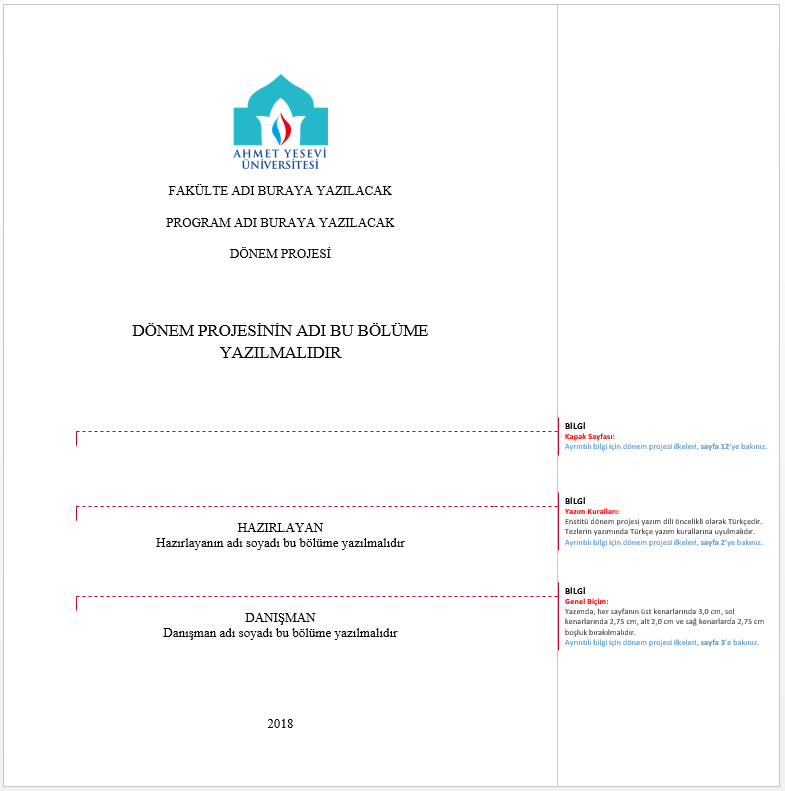 AHMET YESEVİ
ÜNİVERSİTESİ
FAKÜLTE ADI BURAYA YAZILACAK
PROGRAM ADI BURAYA YAZILACAK
DÖNEM PROJESİ
DÖNEM PROJESİNİN ADI BU BÖLÜME
YAZILMALIDIR
BİLGİ
Kapak Sayfası:
Ayrıntılı bilgi için dönem projesi ilkeleri, sayfa 12'ye bakınız.
HAZIRLAYAN
Hazırlayanın adı soyadı bu bölüme yazılmalıdır
BİLGİ
Yazım Kuralları:
Enstitü dönem projesi yazım dili öncelikli olarak Türkçedir.
Tezlerin yazımında Türkçe yazım kurallarına uyulmalıdır.
Ayrıntılı bilgi için dönem projesi ilkeleri, sayfa 2'ye bakınız.
DANIŞMAN
Danışman adı soyadı bu bölüme yazılmalıdır
BİLGİ
Genel Biçim:
Yazımda, her sayfanın üst kenarlarında 3,0 cm, sol
kenarlarında 2,75 cm, alt 2,0 cm ve sağ kenarlarda 2,75 cm
boşluk bırakılmalıdır.
Ayrıntılı bilgi için dönem projesi ilkeleri, sayfa 3'e bakınız.
2018